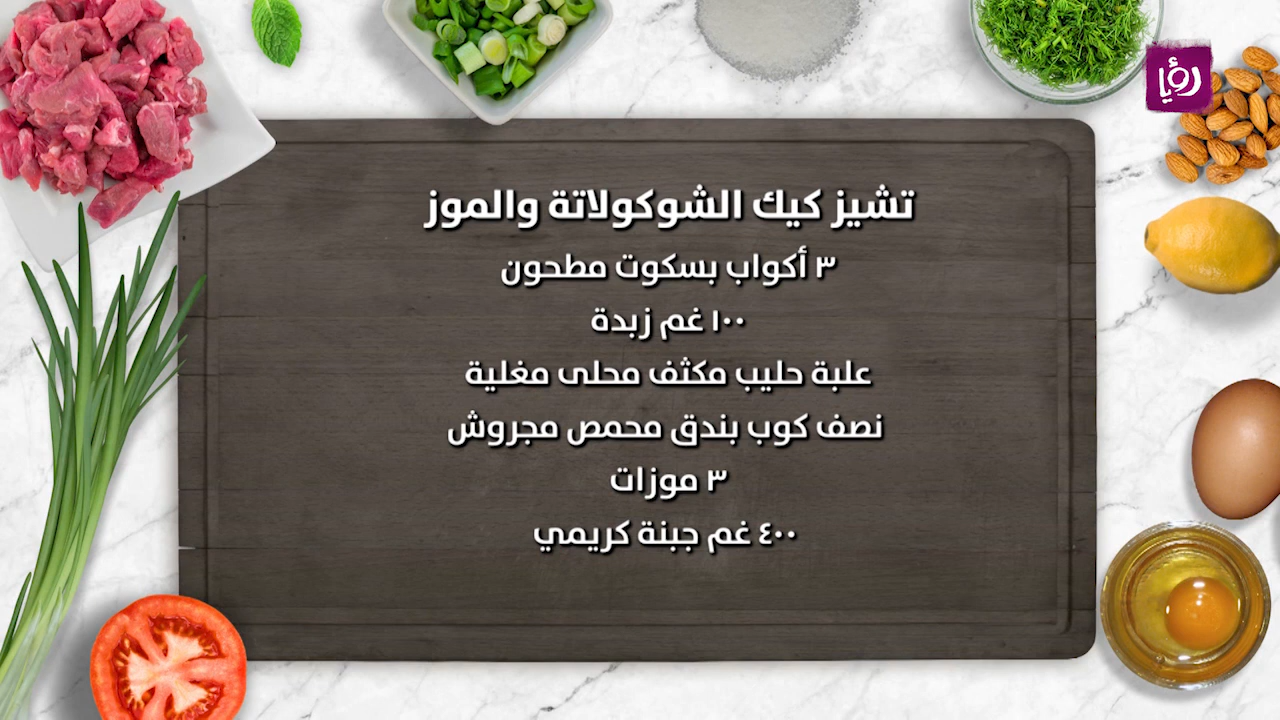 رؤيا
تشيز كيك الشوكولاتة والموز
٣ أكواب بسكوت مطحون
١٠٠ غم زبدة
علبة حليب مكثف محلى مغلية
نصف كوب بندق محمص مجروش
٣ موزات
٤٠٠ غم جبنة كريمي